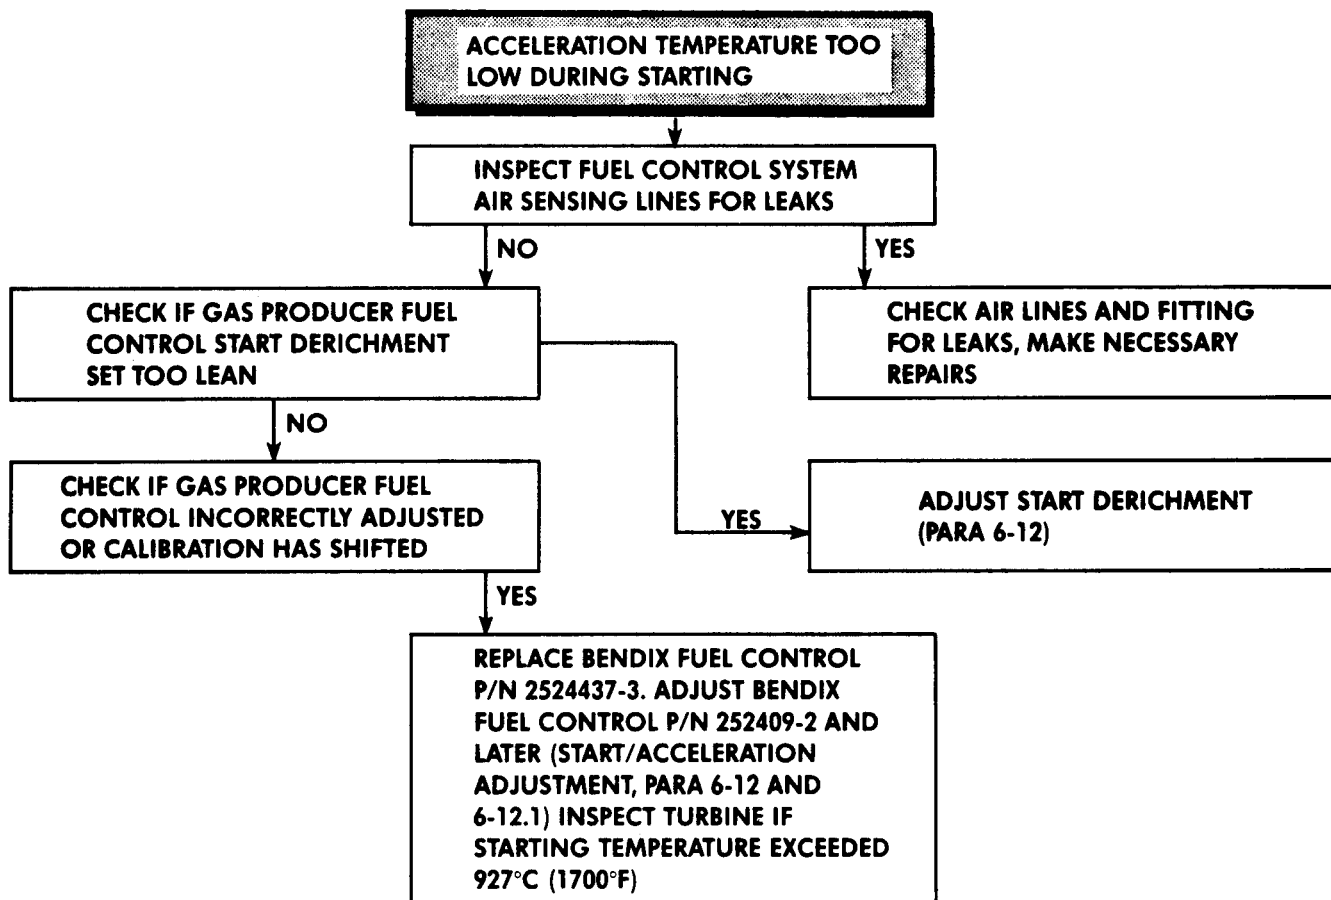 ACCELERATION TEMPERATURE TOO
LOW DURING STARTING
INSPECT FUEL CONTROL SYSTEM
AIR SENSING LINES FOR LEAKS
NO
YES
CHECK IF GAS PRODUCER FUEL
CONTROL START DERICHMENT
SET TOO LEAN
CHECK AIR LINES AND FITTING
FOR LEAKS, MAKE NECESSARY
REPAIRS
NO
CHECK IF GAS PRODUCER FUEL
CONTROL INCORRECTLY ADJUSTED
OR CALIBRATION HAS SHIFTED
YES
ADJUST START DERICHMENT
(PARA 6-12)
YES
REPLACE BENDIX FUEL CONTROL
P/N 2524437-3. ADJUST BENDIX
FUEL CONTROL P/N 252409-2 AND
LATER (START/ACCELERATION
ADJUSTMENT, PARA 6-12 AND
6-12.1) INSPECT TURBINE IF
STARTING TEMPERATURE EXCEEDED
927°C (1700°F)